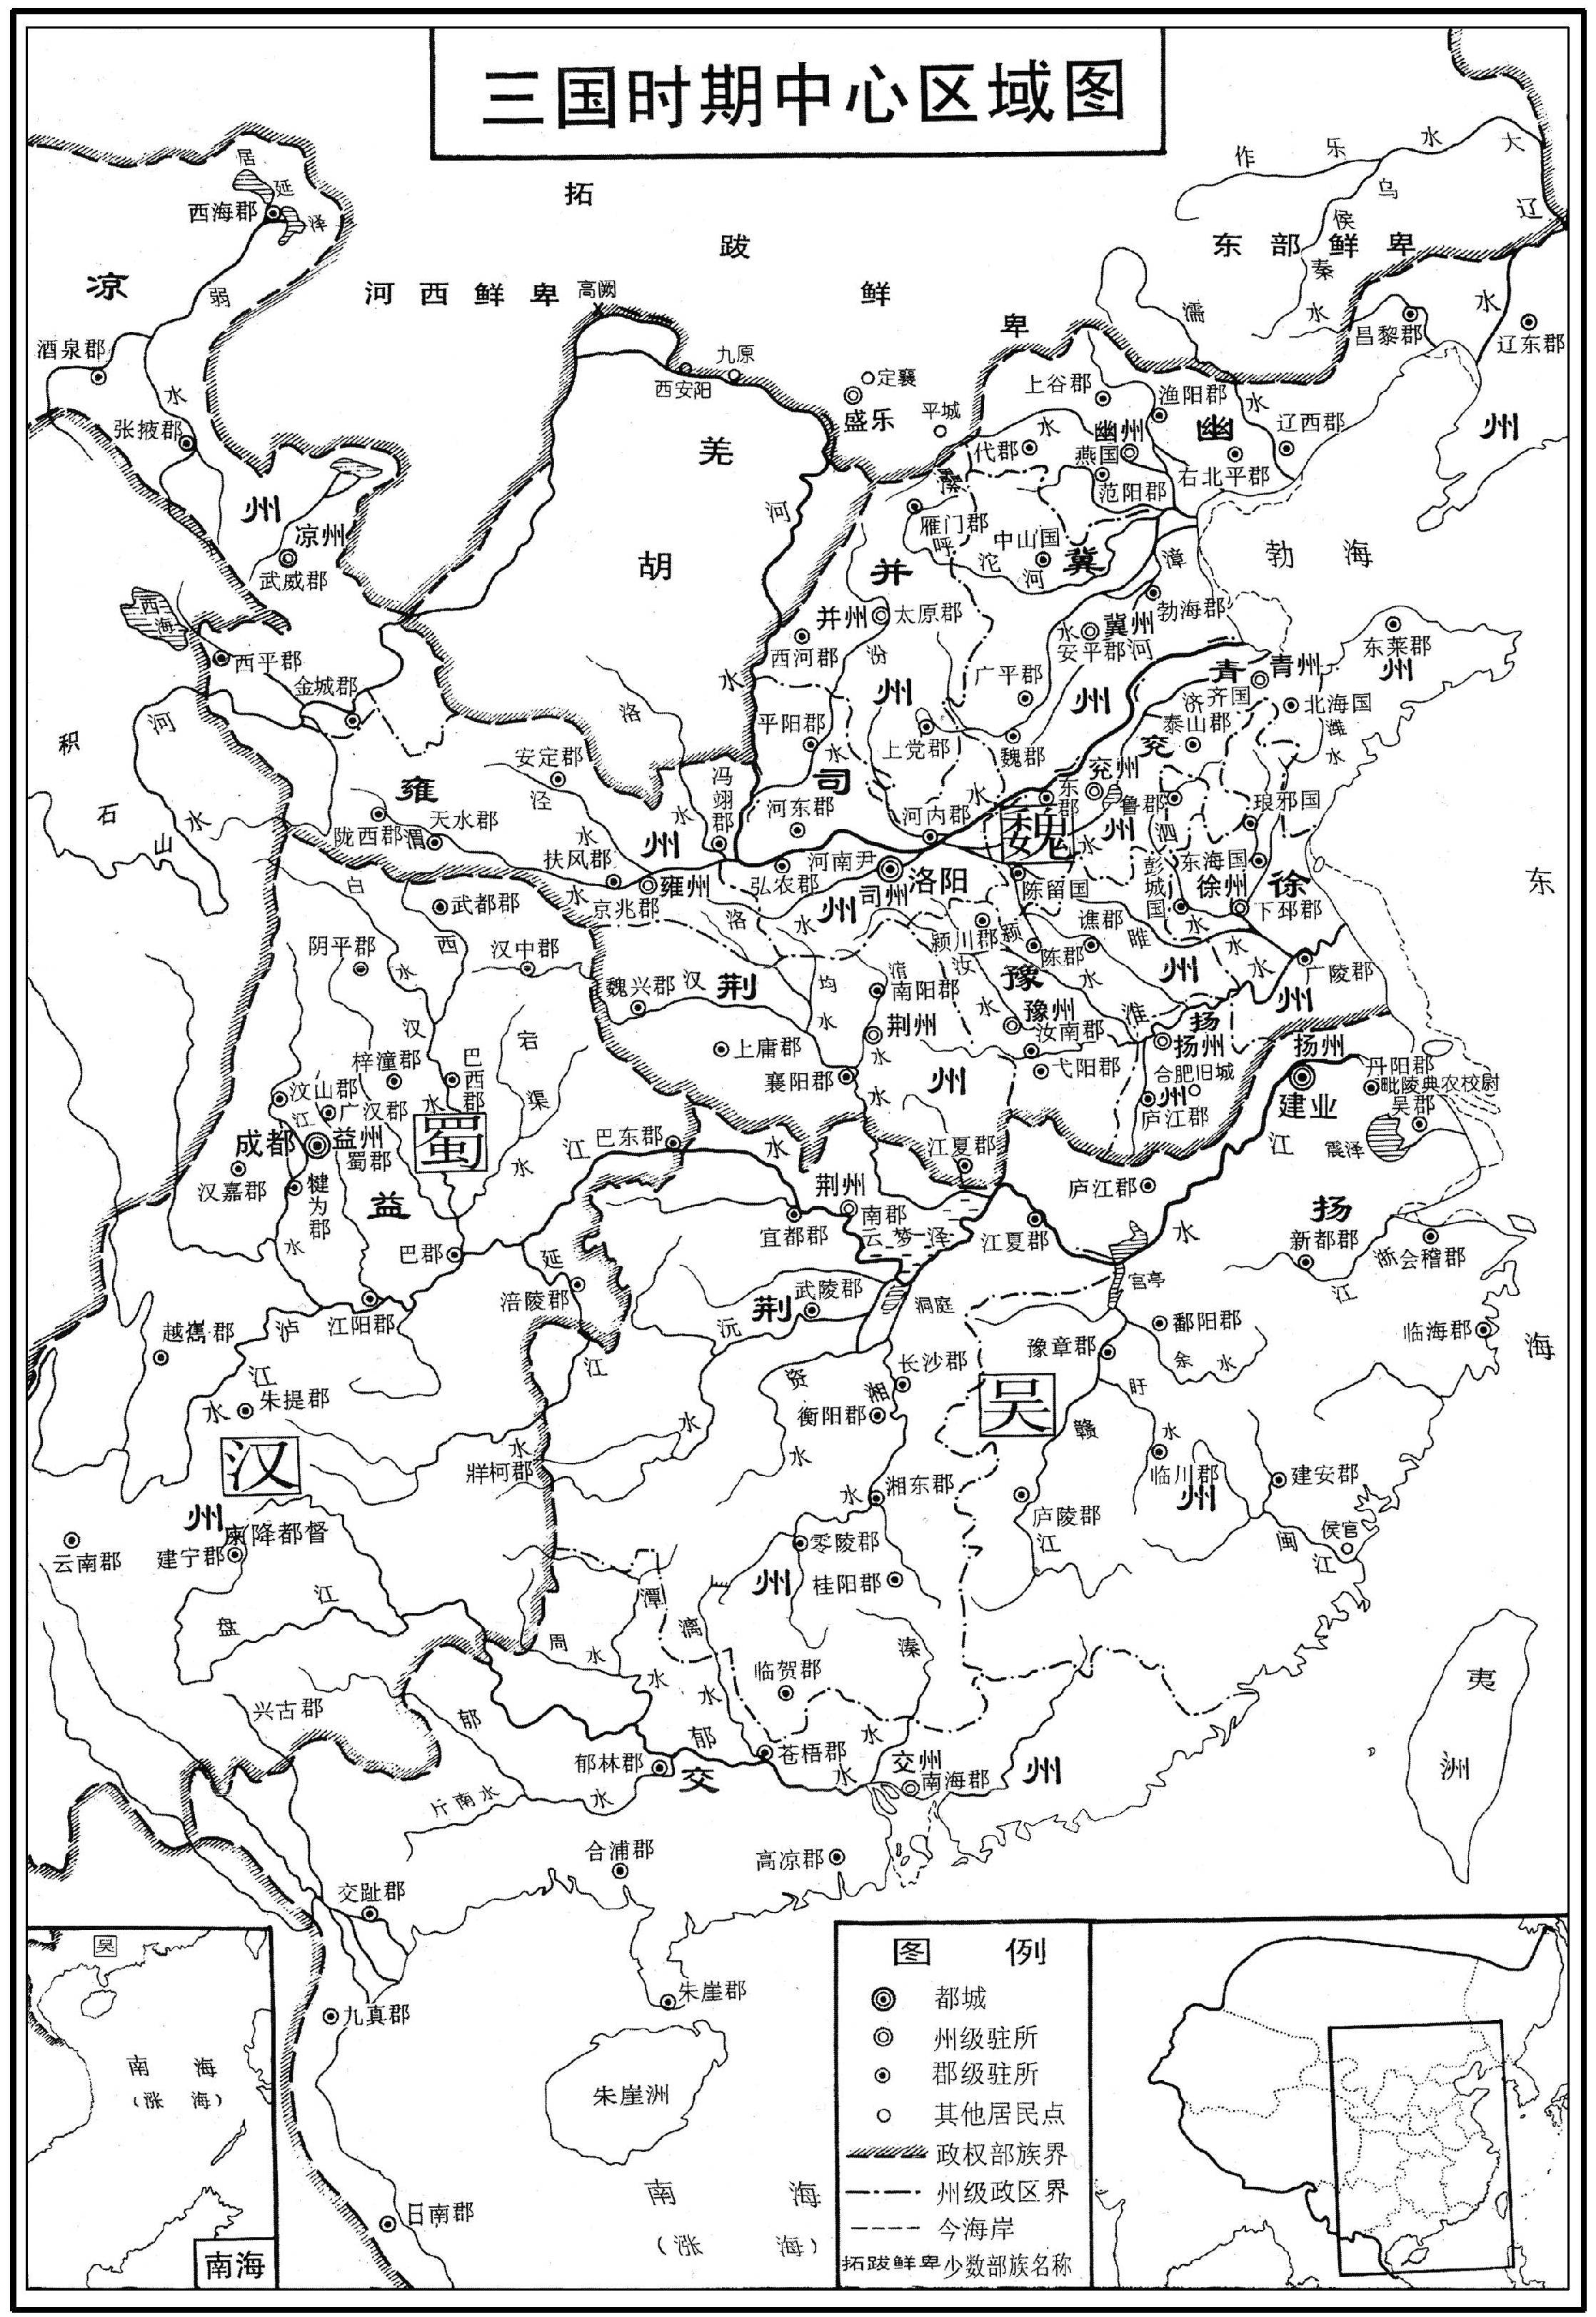 三国时期中心区域图
居
延
泽
西海郡
凉
弱
水
酒泉郡
张掖郡
州
凉州
武威郡
西海
西平郡
金城郡
河西鲜卑
高阙
拓
跋
鲜
卑
西安阳
九原
定襄
盛乐
平城
羌
胡
河
水
洛
水
作
乐
水
大
辽
水
乌
侯
秦
水
东部鲜卑
濡
水
昌黎郡
辽东郡
上谷郡
渔阳郡
辽西郡
幽
州
代郡
水
幽州
燕国
范阳郡
右北平郡
雁门郡
呼
沱
河
中山国
冀
漳
勃海
并
并州
太原郡
西河郡
汾
水
州
水
冀州
安平郡
河
勃海郡
广平郡
州
平阳郡
上党郡
魏郡
青
青州
东莱郡
州
济
齐国
北海国
泰山郡
潍
水
兖
兖州
东郡
鲁郡
州
泗
琅邪国
积
石
山
河
水
雍
安定郡
泾
水
冯翊郡
陇西郡
渭
天水郡
扶风郡
水
州
雍州
京兆郡
司
河东郡
河内郡
水
弘农郡
河南尹
洛阳
司州
州
洛
水
魏
水
陈留国
彭城国
东海国
徐州
徐
下邳郡
谯郡
睢
水
颍川郡
颍
汝
水
陈郡
水
豫
豫州
汝南郡
州
水
水
广陵郡
州
淮
弋阳郡
扬
扬州
合肥旧城
州
庐江郡
东
海
白
水
武都郡
阴平郡
西
汉
水
汉中郡
宕
渠
水
梓潼郡
巴西郡
汶山郡
江
广汉郡
成都
益州
蜀郡
蜀
汉嘉郡
犍为郡
水
益
巴郡
江阳郡
越嶲郡
泸
江
水
朱提郡
汉
州
庲降都督
建宁郡
云南郡
盘
江
兴古郡
魏兴郡
汉
荆
均
水
淯
水
南阳郡
荆州
上庸郡
襄阳郡
水
州
江
巴东郡
水
延
江
水
涪陵郡
牂柯郡
江夏郡
荆州
南郡
宜都郡
云梦泽
江夏郡
庐江郡
扬州
建业
丹阳郡
毗陵典农校尉
吴郡
震泽
江
水
扬
新都郡
浙
江
会稽郡
临海郡
荆
武陵郡
洞庭
沅
水
资
水
长沙郡
湘
水
衡阳郡
湘东郡
零陵郡
州
桂阳郡
宫亭
鄱阳郡
豫章郡
余水
吴
盱
水
赣
江
临川郡
州
建安郡
庐陵郡
侯官
闽
江
夷
洲
潭
水
漓
水
周
水
临贺郡
溱
水
郁
水
郁
水
郁林郡
交
苍梧郡
交州
南海郡
州
斤南水
合浦郡
高凉郡
交趾郡
九真郡
日南郡
朱崖郡
朱崖洲
南海
(涨海)
吴
南海
(涨海)
南海
图例
都城
州级驻所
郡级驻所
其他居民点
政权部族界
州级政区界
今海岸
拓跋鲜卑 少数部族名称